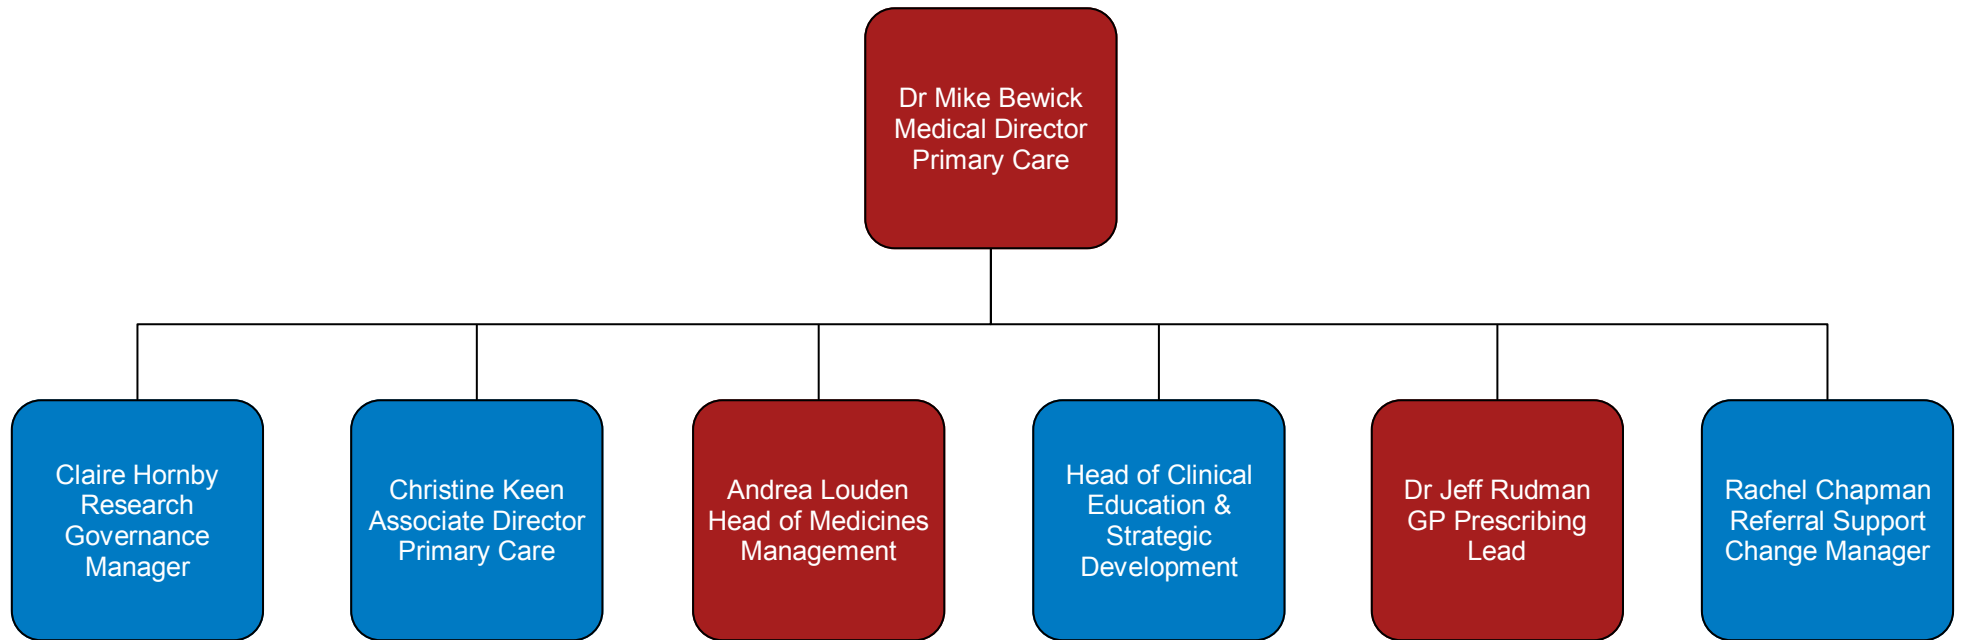 Dr Mike Bewick
Medical Director
Primary Care
Claire Hornby
Research
Governance
Manager
Christine Keen
Associate Director
Primary Care
Andrea Louden
Head of Medicines
Management
Head of Clinical
Education &
Strategic
Development
Dr Jeff Rudman
GP Prescribing
Lead
Rachel Chapman
Referral Support
Change Manager